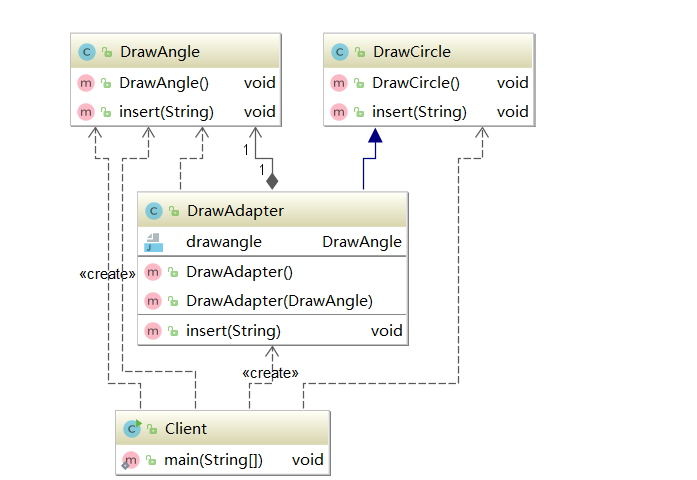 DrawAngle
DrawAngle() void
insert(String) void
DrawCircle
DrawCircle() void
insert(String) void
1
1
DrawAdapter
drawangle DrawAngle
DrawAdapter()
DrawAdapter(DrawAngle)
insert(String) void
«create»
«create»
Client
main(String[]) void